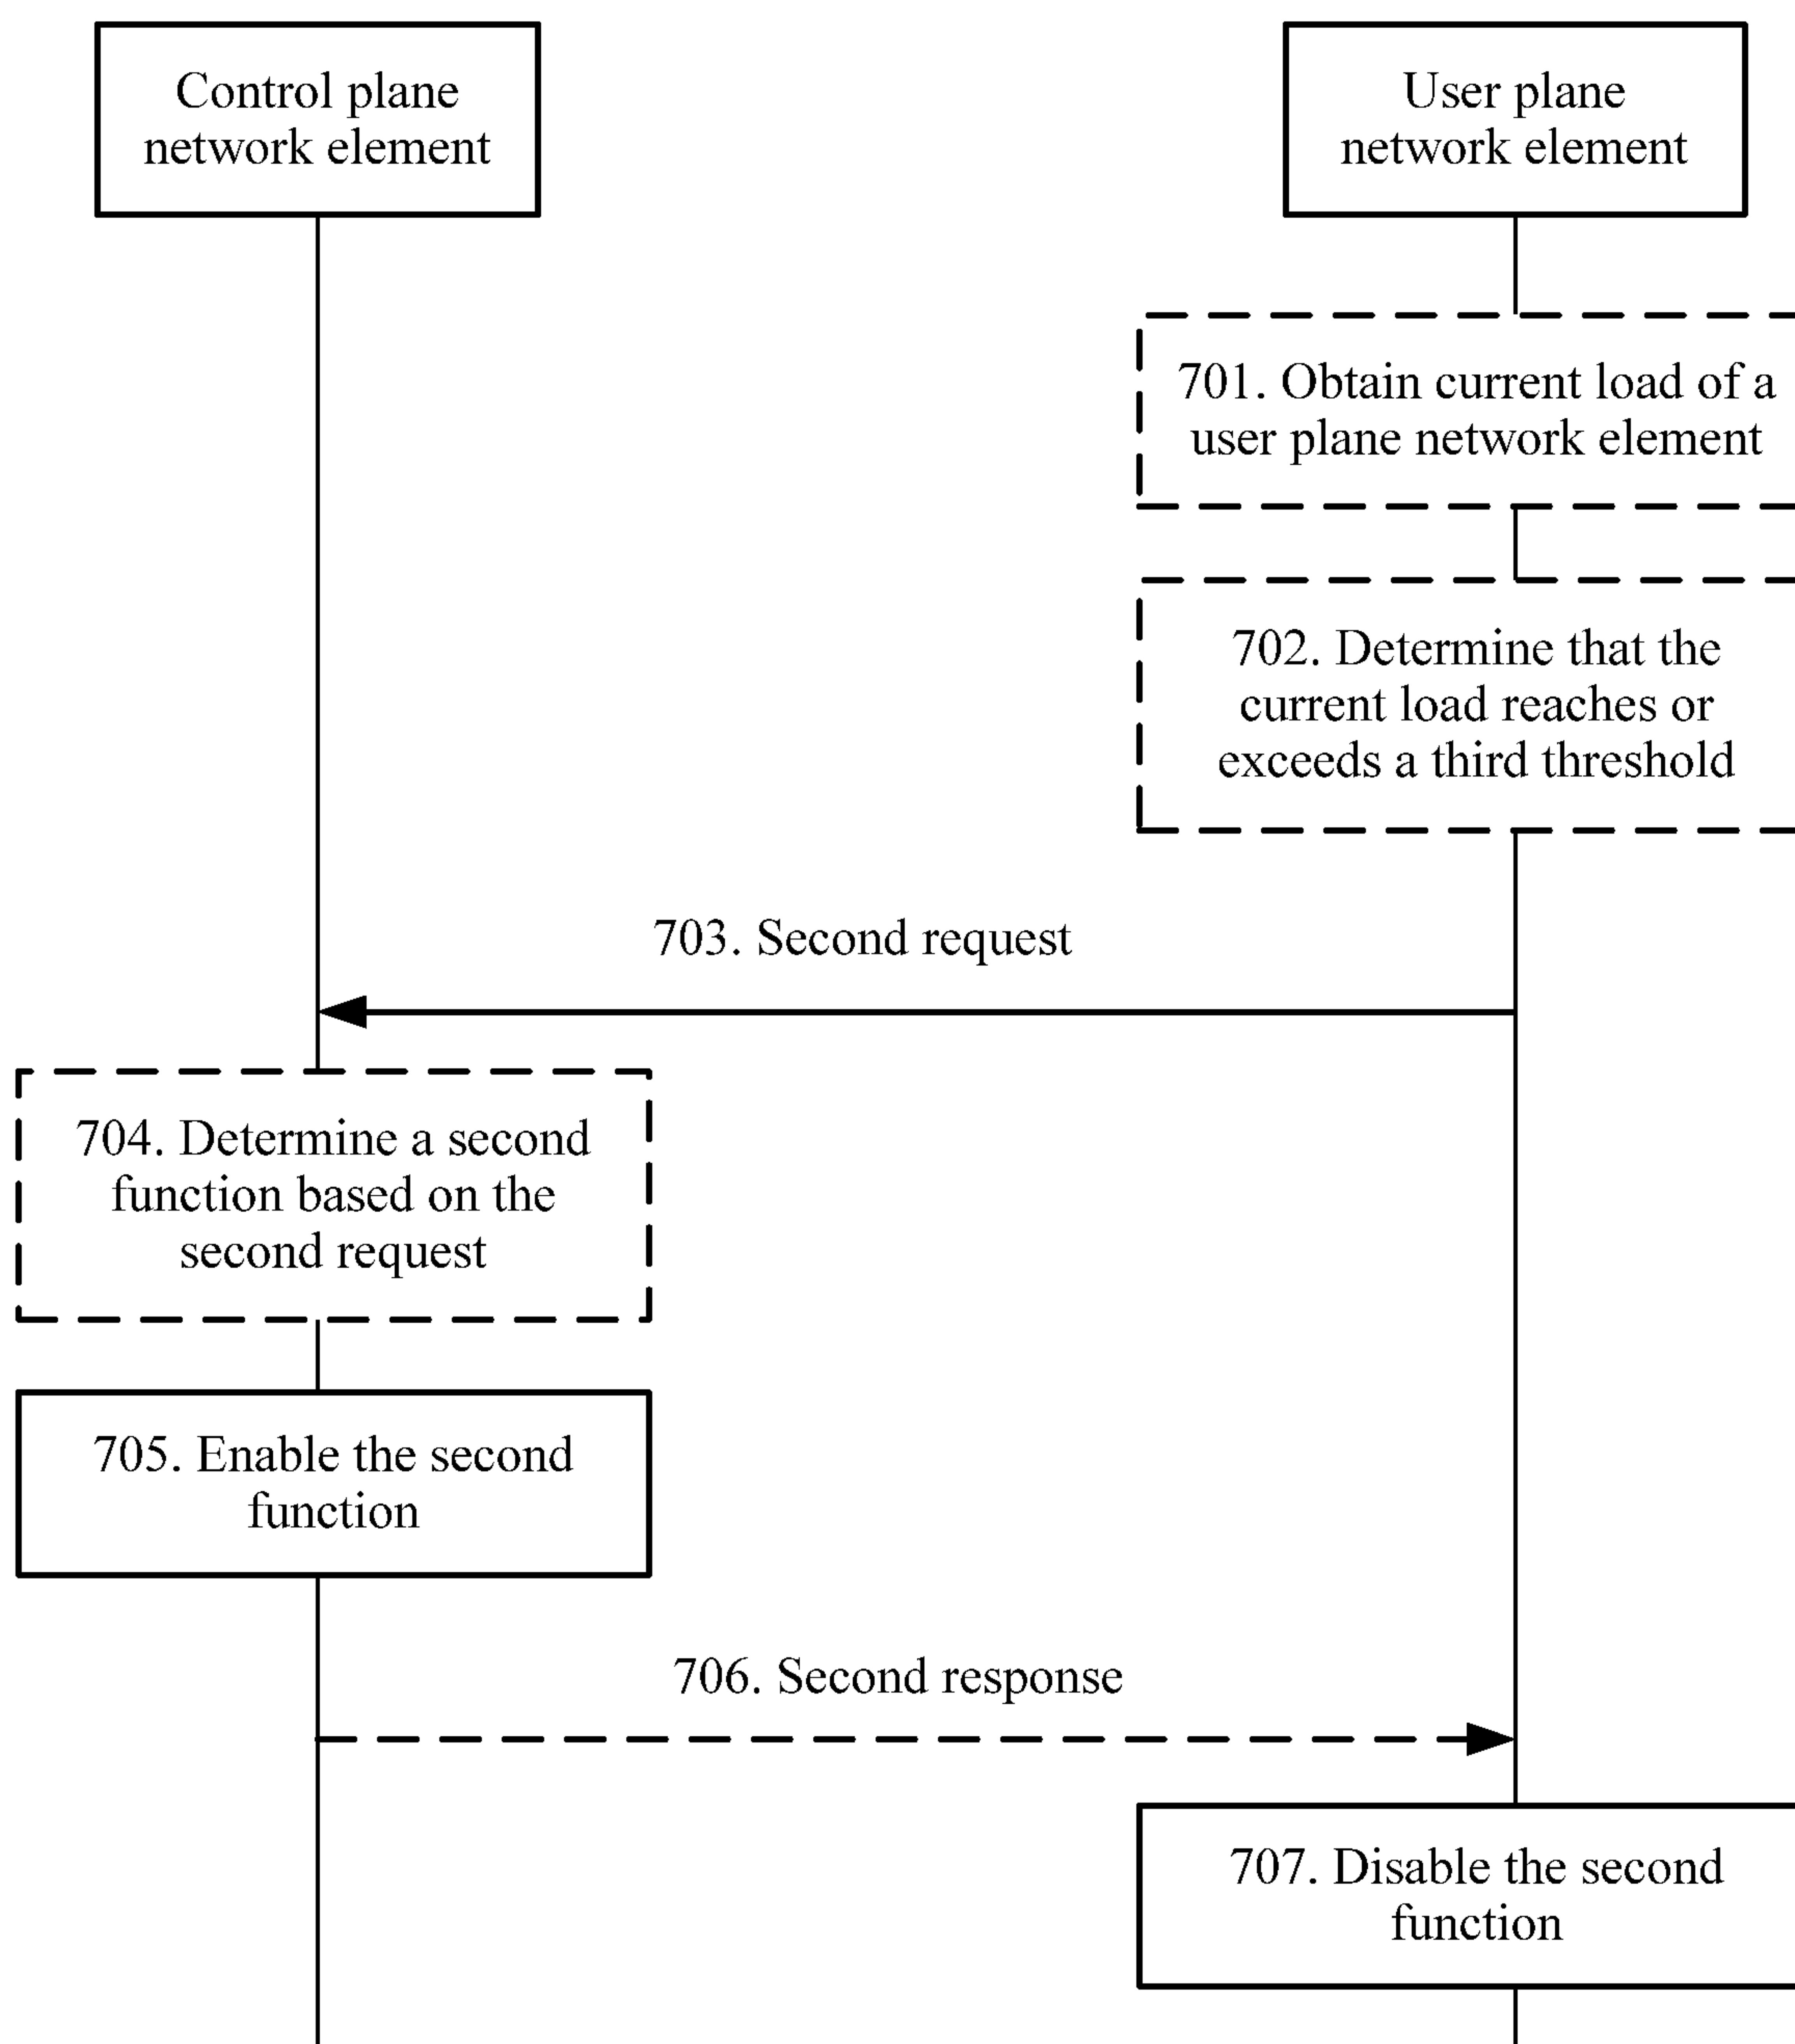 Control plane
network element
User plane
network element
701. Obtain current load of a
user plane network element
702. Determine that the
current load reaches or
exceeds a third threshold
703. Second request
704. Determine a second
function based on the
second request
705. Enable the second
function
706. Second response
707. Disable the second
function